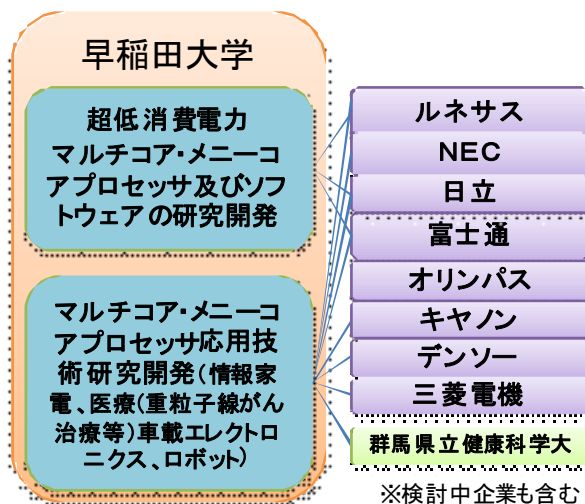 早稲田大学
超低消費電力
マルチコア・メニーコ
アプロセッサ及びソフ
トウェアの研究開発
マルチコア・メニーコ
アプロセッサ応用技
術研究開発(情報家
電、医療(重粒子線がん
治療等)車載エレクトロ
ニクス、ロボット)
ルネサス
NEC
日立
富士通
オリンパス
キヤノン
デンソー
三菱電機
群馬県立健康科学大
※検討中企業も含む